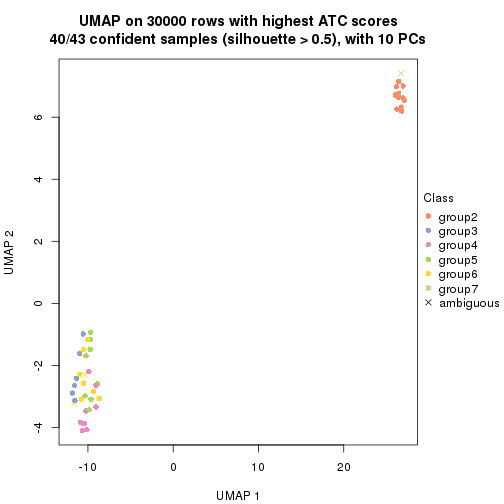 UMAP on 30000 rows with highest ATC scores
40/43 confident samples (silhouette > 0.5), with 10 PCs
6
4
2
0
-2
-4
UMAP 2
-10
0
10
20
UMAP 1
Class
group2
group3
group4
group5
group6
group7
ambiguous